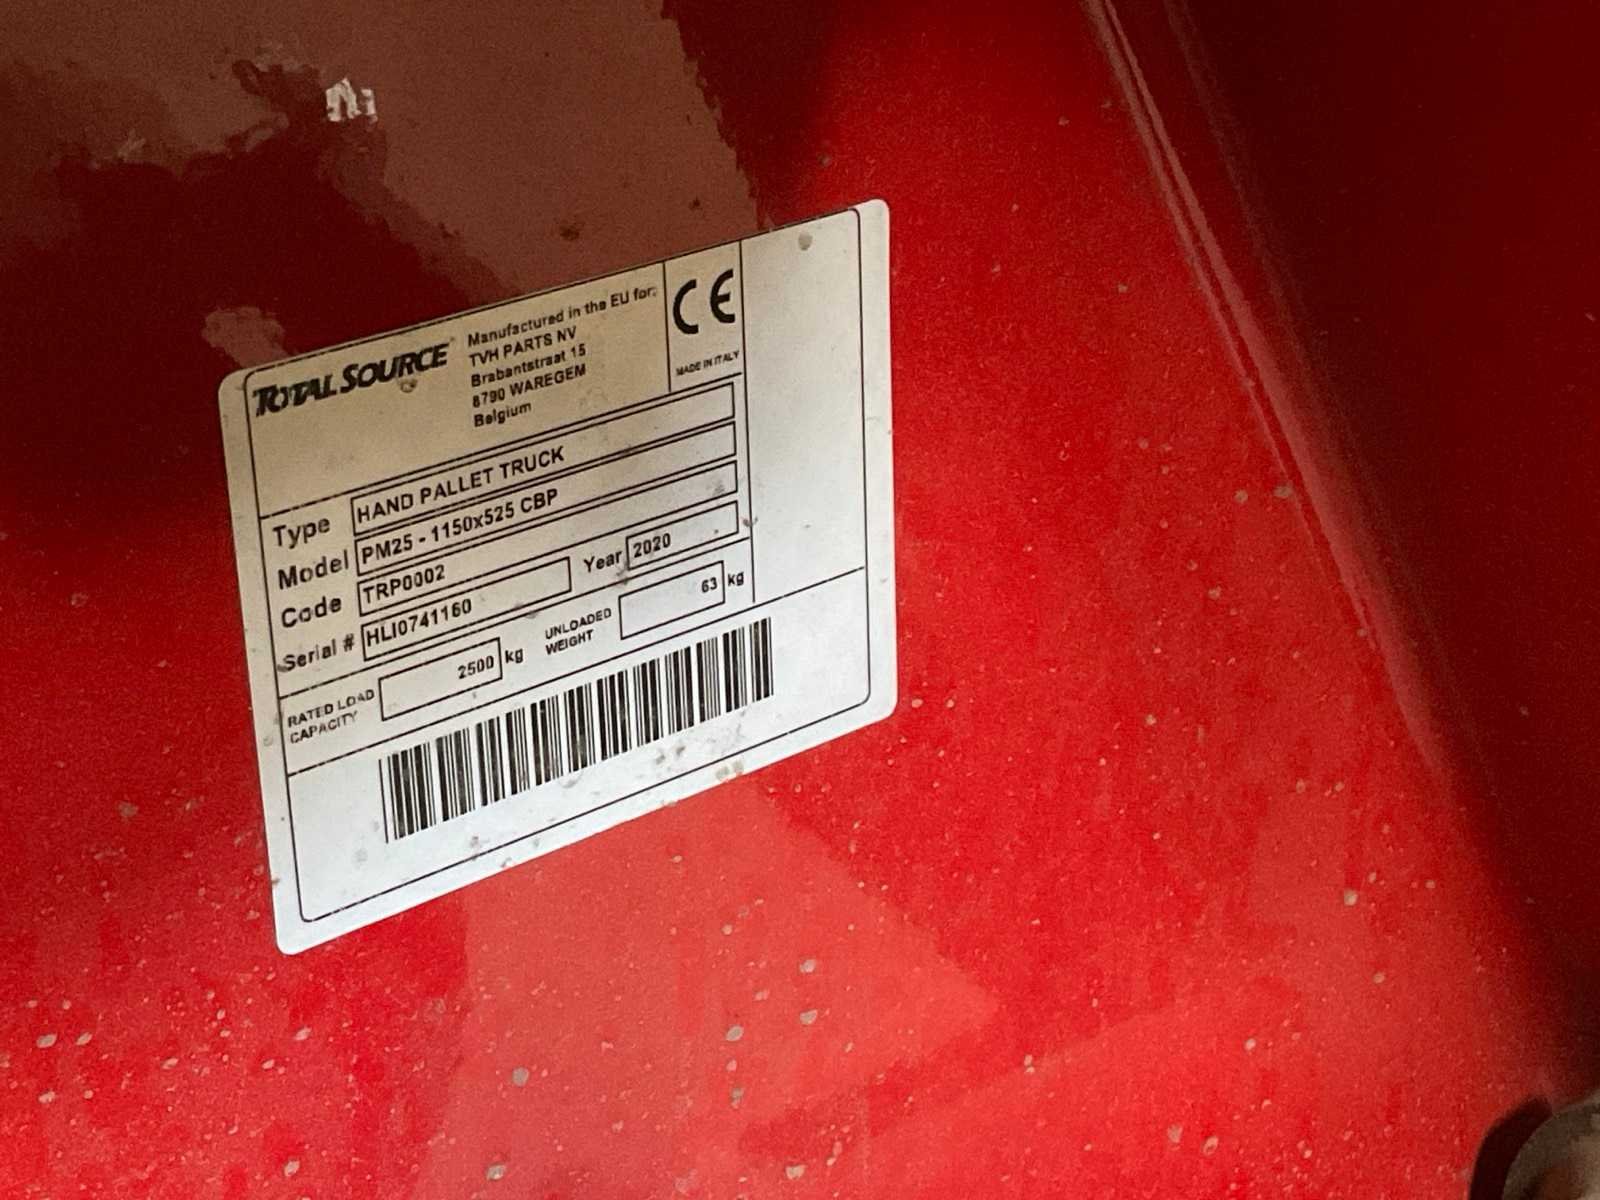 TOTALSOURCE
Manufactured in the EU for:
TVH PARTS NV
Brabantstraat 15
8790 WAREGEM
Belgium
CE
MADE IN ITALY
Type HAND PALLET TRUCK
Model PM25 - 1150x525 CBP
Code TRP0002
Serial # HLI0741160 Year 2020
RATED LOAD CAPACITY 2500 kg UNLOADED WEIGHT 63 kg